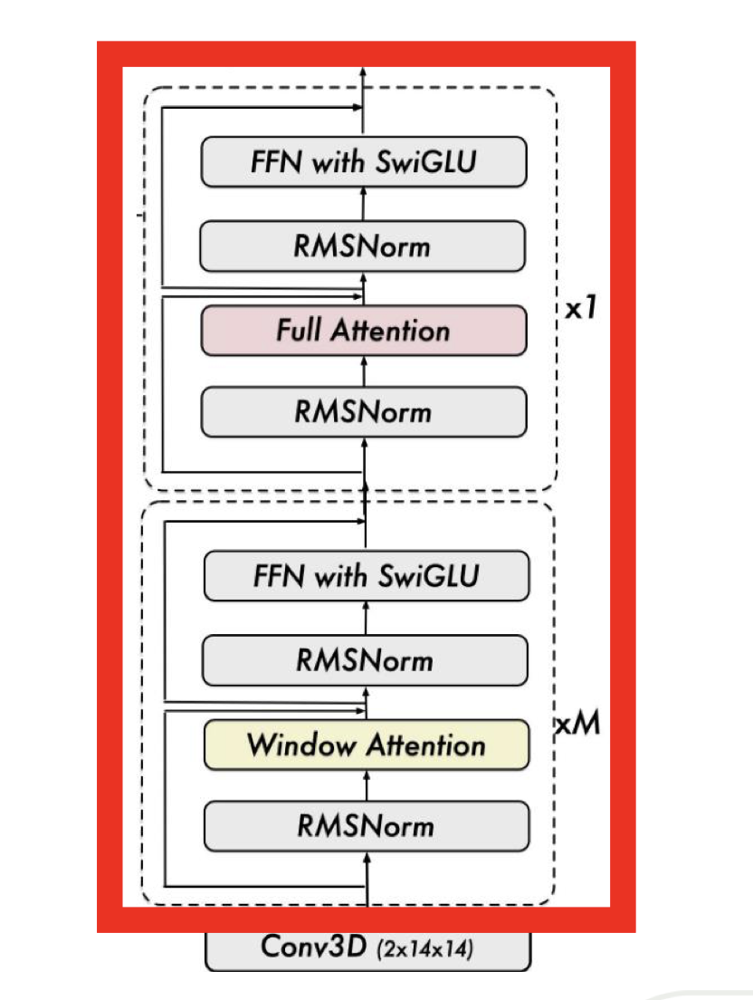 FFN with SwiGLU
RMSNorm
x1
Full Attention
RMSNorm
FFN with SwiGLU
RMSNorm
xM
Window Attention
RMSNorm
Conv3D (2x14x14)